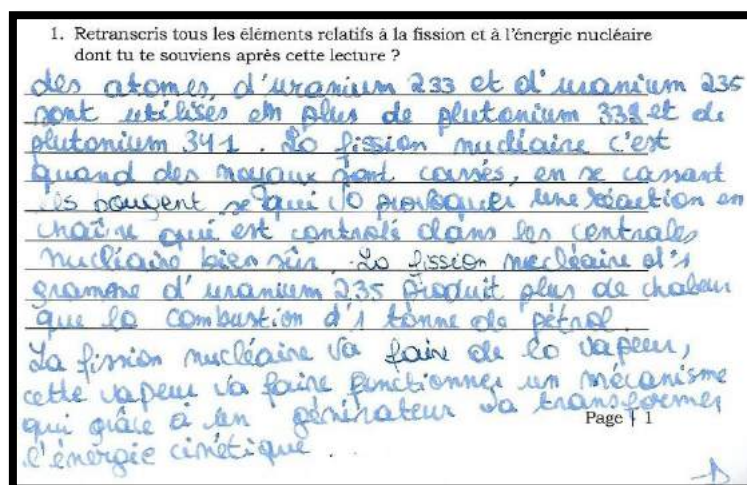 1. Retranscris tous les éléments relatifs à la fission et à l'énergie nucléaire
dont tu te souviens après cette lecture ?
des atomes d'uranium 233 et d'uranium 235
sont utilisés en plus de plutonium 338 et de
plutonium 341. La fission nucléaire c'est
quand des noyaux sont cassés, en se cassant
ils bougent se qui va provoquer une réaction en
chaîne qui est controlé dans les centrales
nucléaire bien sûr. La fission nucléaire d'1
gramme d'uranium 235 produit plus de chaleur
que la combustion d'1 tonne de pétrol
La fission nucléaire va faire de la vapeur,
cette vapeur va faire functionner un mécanisme
qui grâce à un générateur va transformer
l'énergie cinétique...
Page | 1